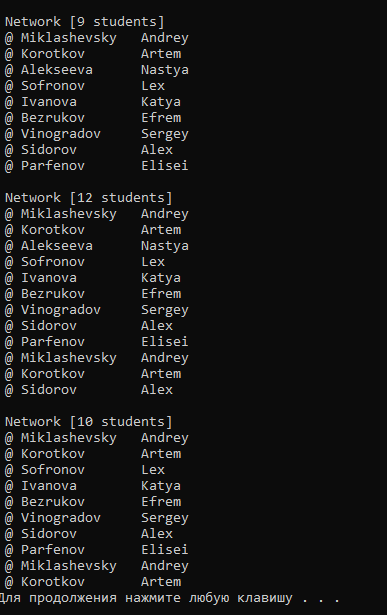 Network [9 students]
@ Miklashevsky Andrey
@ Korotkov Artem
@ Alekseeva Nastya
@ Sofronov Lex
@ Ivanova Katya
@ Bezrukov Efrem
@ Vinogradov Sergey
@ Sidorov Alex
@ Parfenov Elisei
Network [12 students]
@ Miklashevsky Andrey
@ Korotkov Artem
@ Alekseeva Nastya
@ Sofronov Lex
@ Ivanova Katya
@ Bezrukov Efrem
@ Vinogradov Sergey
@ Sidorov Alex
@ Parfenov Elisei
@ Miklashevsky Andrey
@ Korotkov Artem
@ Sidorov Alex
Network [10 students]
@ Miklashevsky Andrey
@ Korotkov Artem
@ Sofronov Lex
@ Ivanova Katya
@ Bezrukov Efrem
@ Vinogradov Sergey
@ Sidorov Alex
@ Parfenov Elisei
@ Miklashevsky Andrey
@ Korotkov Artem
Для продолжения нажмите любую клавишу . . .